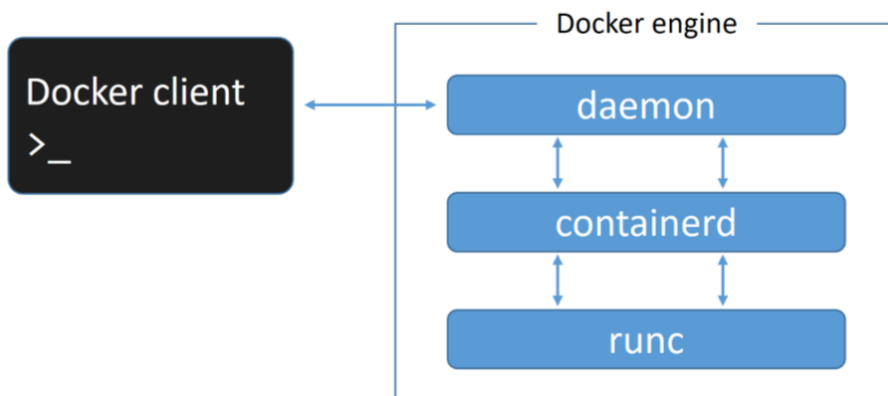 Docker engine
Docker client
>_
daemon
containerd
runc